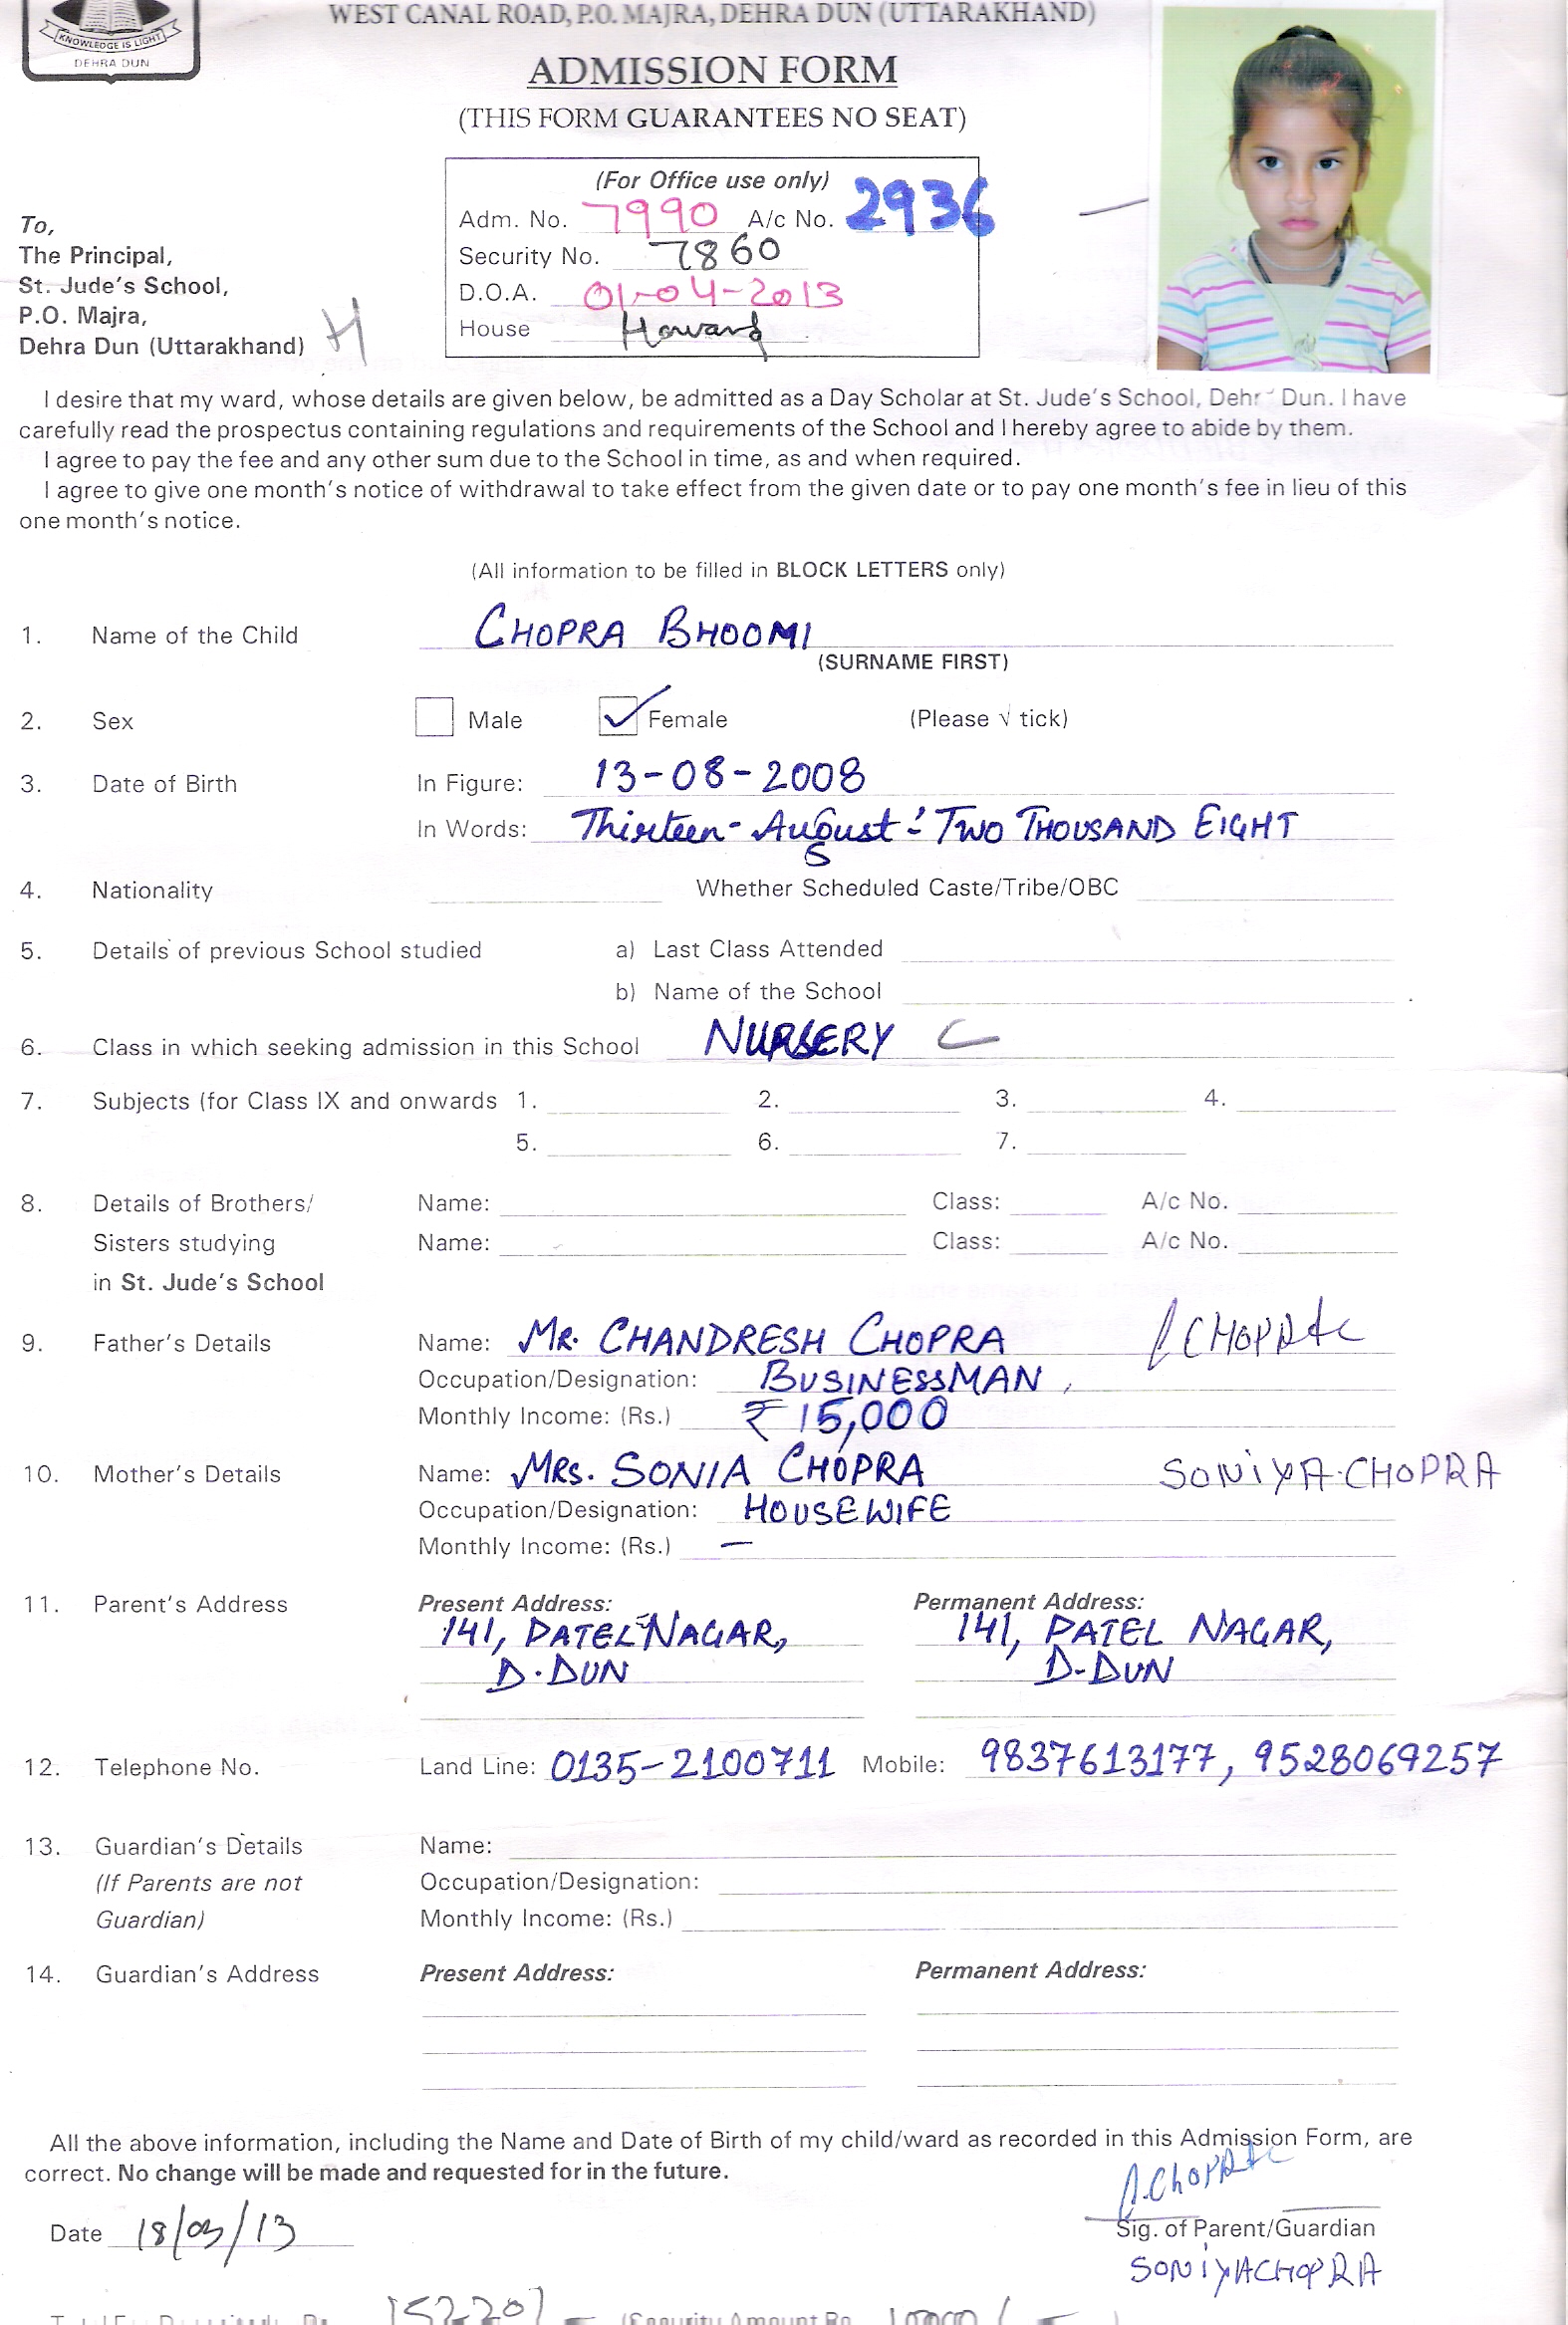 KNOWLEDGE IS LIGHT
DEHRA DUN
WEST CANAL ROAD, P.O. MAJRA, DEHRA DUN (UTTARAKHAND)
ADMISSION FORM
(THIS FORM GUARANTEES NO SEAT)
(For Office use only)
Adm. No. 7990 A/c No. 2936
Security No. 7860
D.O.A. 01-04-2013
House Howard
To,
The Principal,
St. Jude's School,
P.O. Majra,
Dehra Dun (Uttarakhand) H
I desire that my ward, whose details are given below, be admitted as a Day Scholar at St. Jude's School, Dehr Dun. I have
carefully read the prospectus containing regulations and requirements of the School and I hereby agree to abide by them.
I agree to pay the fee and any other sum due to the School in time, as and when required.
I agree to give one month's notice of withdrawal to take effect from the given date or to pay one month's fee in lieu of this
one month's notice.
(All information to be filled in BLOCK LETTERS only)
1. Name of the Child CHOPRA BHOOMI
(SURNAME FIRST)
2. Sex Male Female (Please √ tick)
3. Date of Birth In Figure: 13-08-2008
In Words: Thirteen - August - TWO THOUSAND EIGHT
4. Nationality Whether Scheduled Caste/Tribe/OBC
5. Details of previous School studied a) Last Class Attended
b) Name of the School
6. Class in which seeking admission in this School NURSERY C
7. Subjects (for Class IX and onwards 1. 2. 3. 4.
5. 6. 7.
8. Details of Brothers/ Name: Class: A/c No.
Sisters studying Name: Class: A/c No.
in St. Jude's School
9. Father's Details Name: MR. CHANDRESH CHOPRA CHOPRA
Occupation/Designation: BUSINESSMAN
Monthly Income: (Rs.) ₹ 15,000
10. Mother's Details Name: MRS. SONIA CHOPRA SONiYA.CHOPRA
Occupation/Designation: HOUSEWIFE
Monthly Income: (Rs.) —
11. Parent's Address Present Address: Permanent Address:
141, PATEL NAGAR, 141, PATEL NAGAR,
D.DUN D-DUN
12. Telephone No. Land Line: 0135-2100711 Mobile: 9837613177, 9528069257
13. Guardian's Details Name:
(If Parents are not Occupation/Designation:
Guardian) Monthly Income: (Rs.)
14. Guardian's Address Present Address: Permanent Address:
All the above information, including the Name and Date of Birth of my child/ward as recorded in this Admission Form, are
correct. No change will be made and requested for in the future.
ChOPRA
Date 18/03/13 Sig. of Parent/Guardian
SONiYACHOPRA